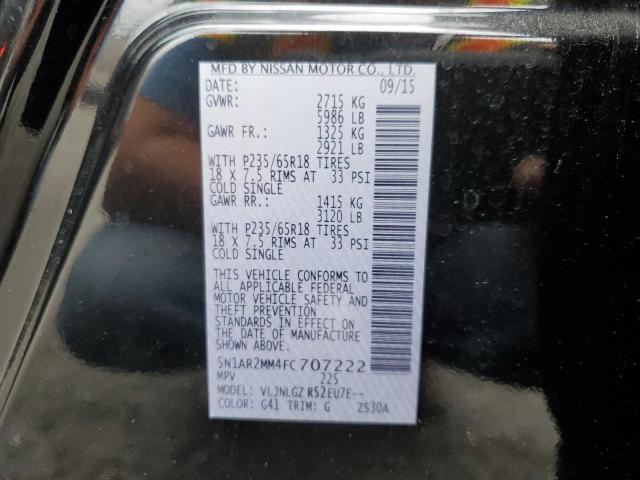 MFD BY NISSAN MOTOR CO., LTD.
DATE: 09/15
GVWR: 2715 KG
5986 LB
GAWR FR.: 1325 KG
2921 LB
WITH P235/65R18 TIRES
18 X 7.5 RIMS AT 33 PSI
COLD SINGLE
GAWR RR.: 1415 KG
3120 LB
WITH P235/65R18 TIRES
18 X 7.5 RIMS AT 33 PSI
COLD SINGLE
THIS VEHICLE CONFORMS TO
ALL APPLICABLE FEDERAL
MOTOR VEHICLE SAFETY AND
THEFT PREVENTION
STANDARDS IN EFFECT ON
THE DATE OF MANUFACTURE
SHOWN ABOVE.
5N1AR2MM4FC707222
MPV 225
MODEL: VLJNLGZ R52EU7E--
COLOR: G41 TRIM: G ZS30A